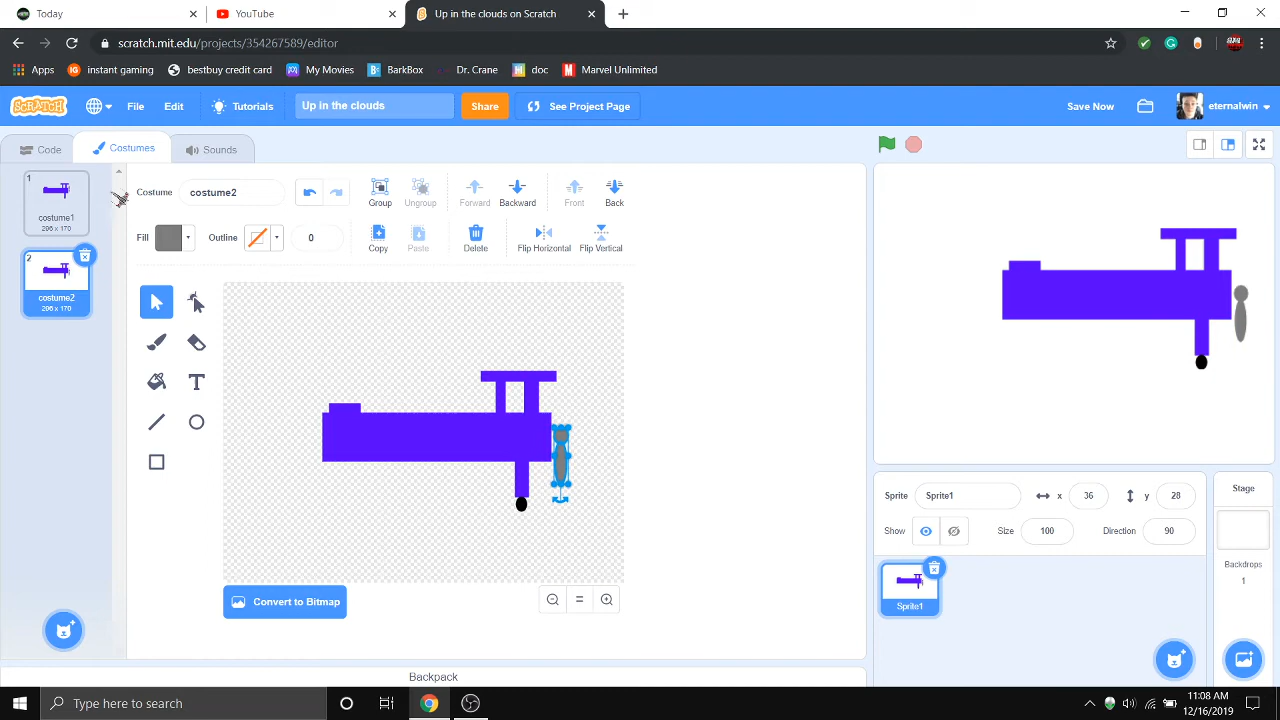 Today
YouTube
Up in the clouds on Scratch
scratch.mit.edu/projects/354267589/editor
Apps
instant gaming
bestbuy credit card
My Movies
BarkBox
Dr. Crane
doc
Marvel Unlimited
SCRATCH
File
Edit
Tutorials
Up in the clouds
Share
See Project Page
Save Now
eternalwin
Code
Costumes
Sounds
1
costume1
206 x 170
2
costume2
206 x 170
Costume
costume2
Group
Ungroup
Forward
Backward
Front
Back
Fill
Outline
0
Copy
Paste
Delete
Flip Horizontal
Flip Vertical
T
Convert to Bitmap
Sprite
Sprite1
x
36
y
28
Show
Size
100
Direction
90
Sprite1
Stage
Backdrops
1
Backpack
Type here to search
11:08 AM
12/16/2019